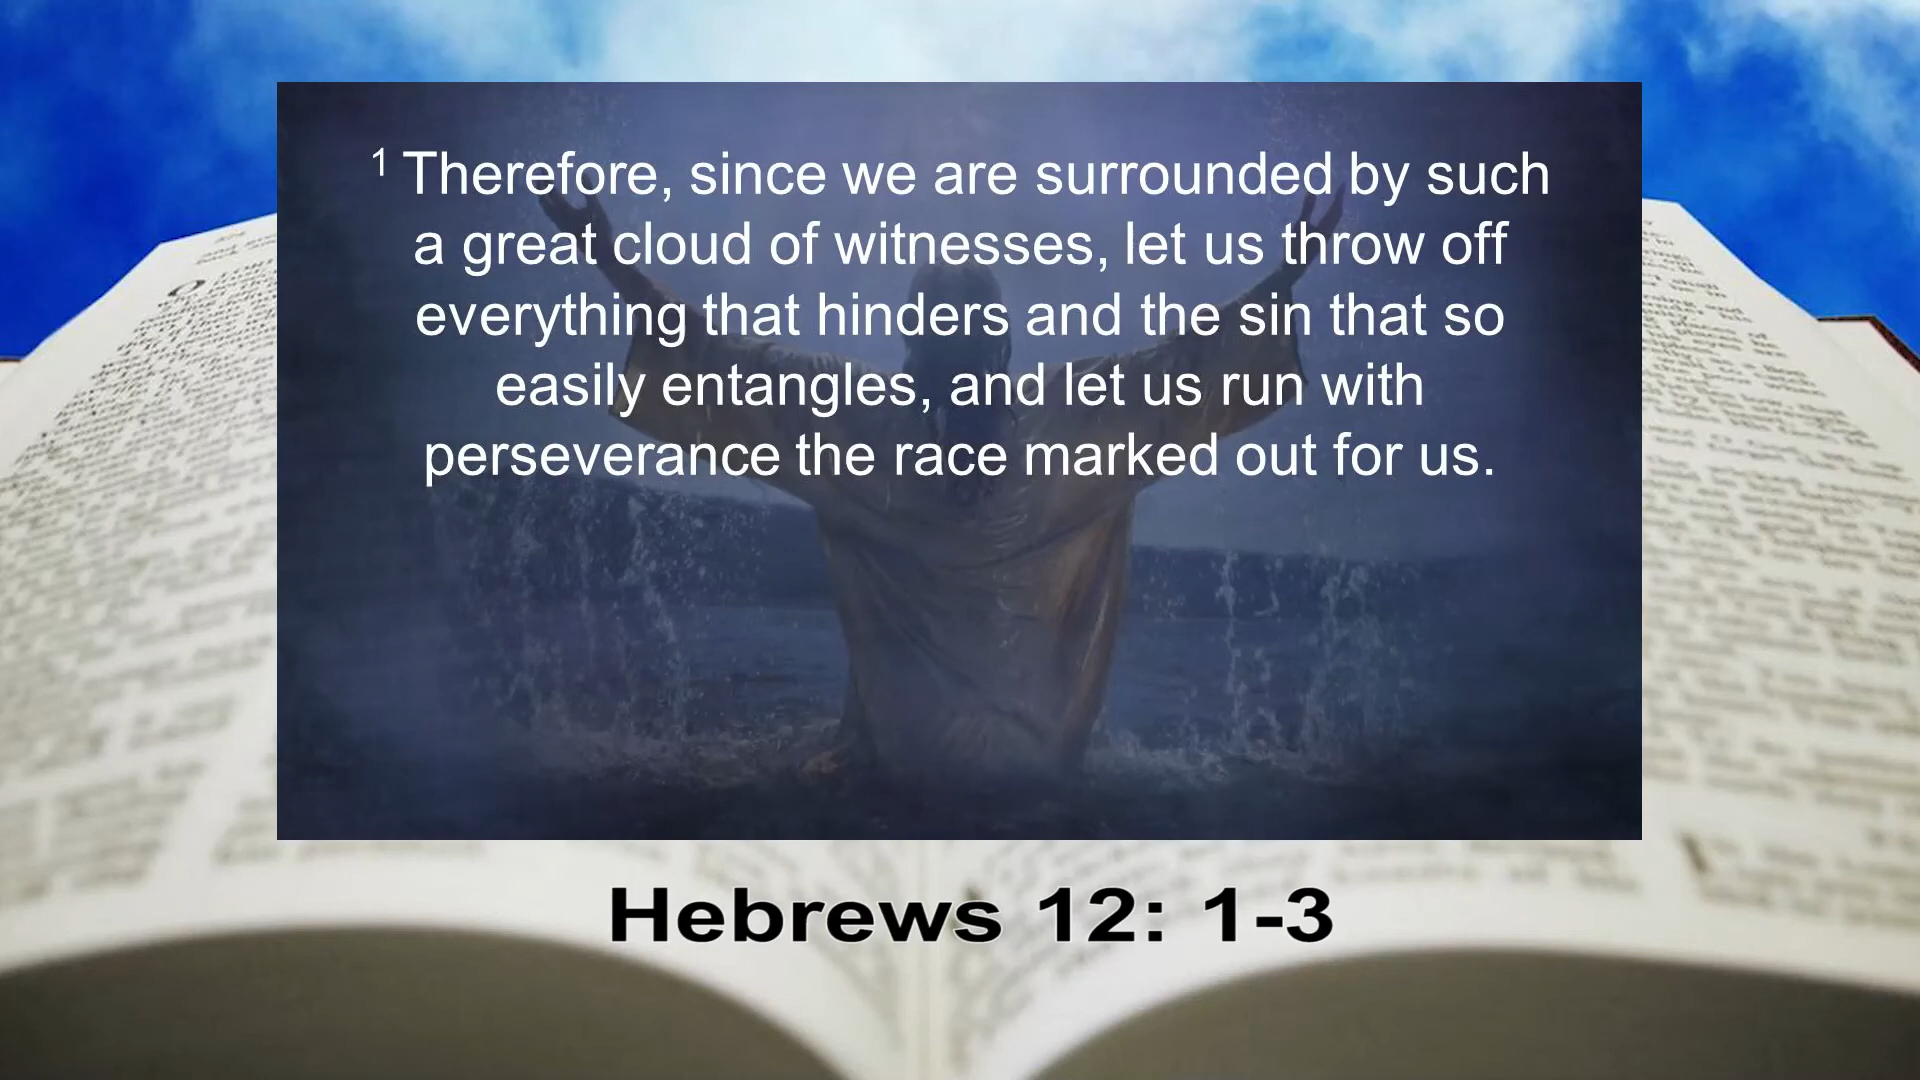 1 Therefore, since we are surrounded by such
a great cloud of witnesses, let us throw off
everything that hinders and the sin that so
easily entangles, and let us run with
perseverance the race marked out for us.
Hebrews 12: 1-3